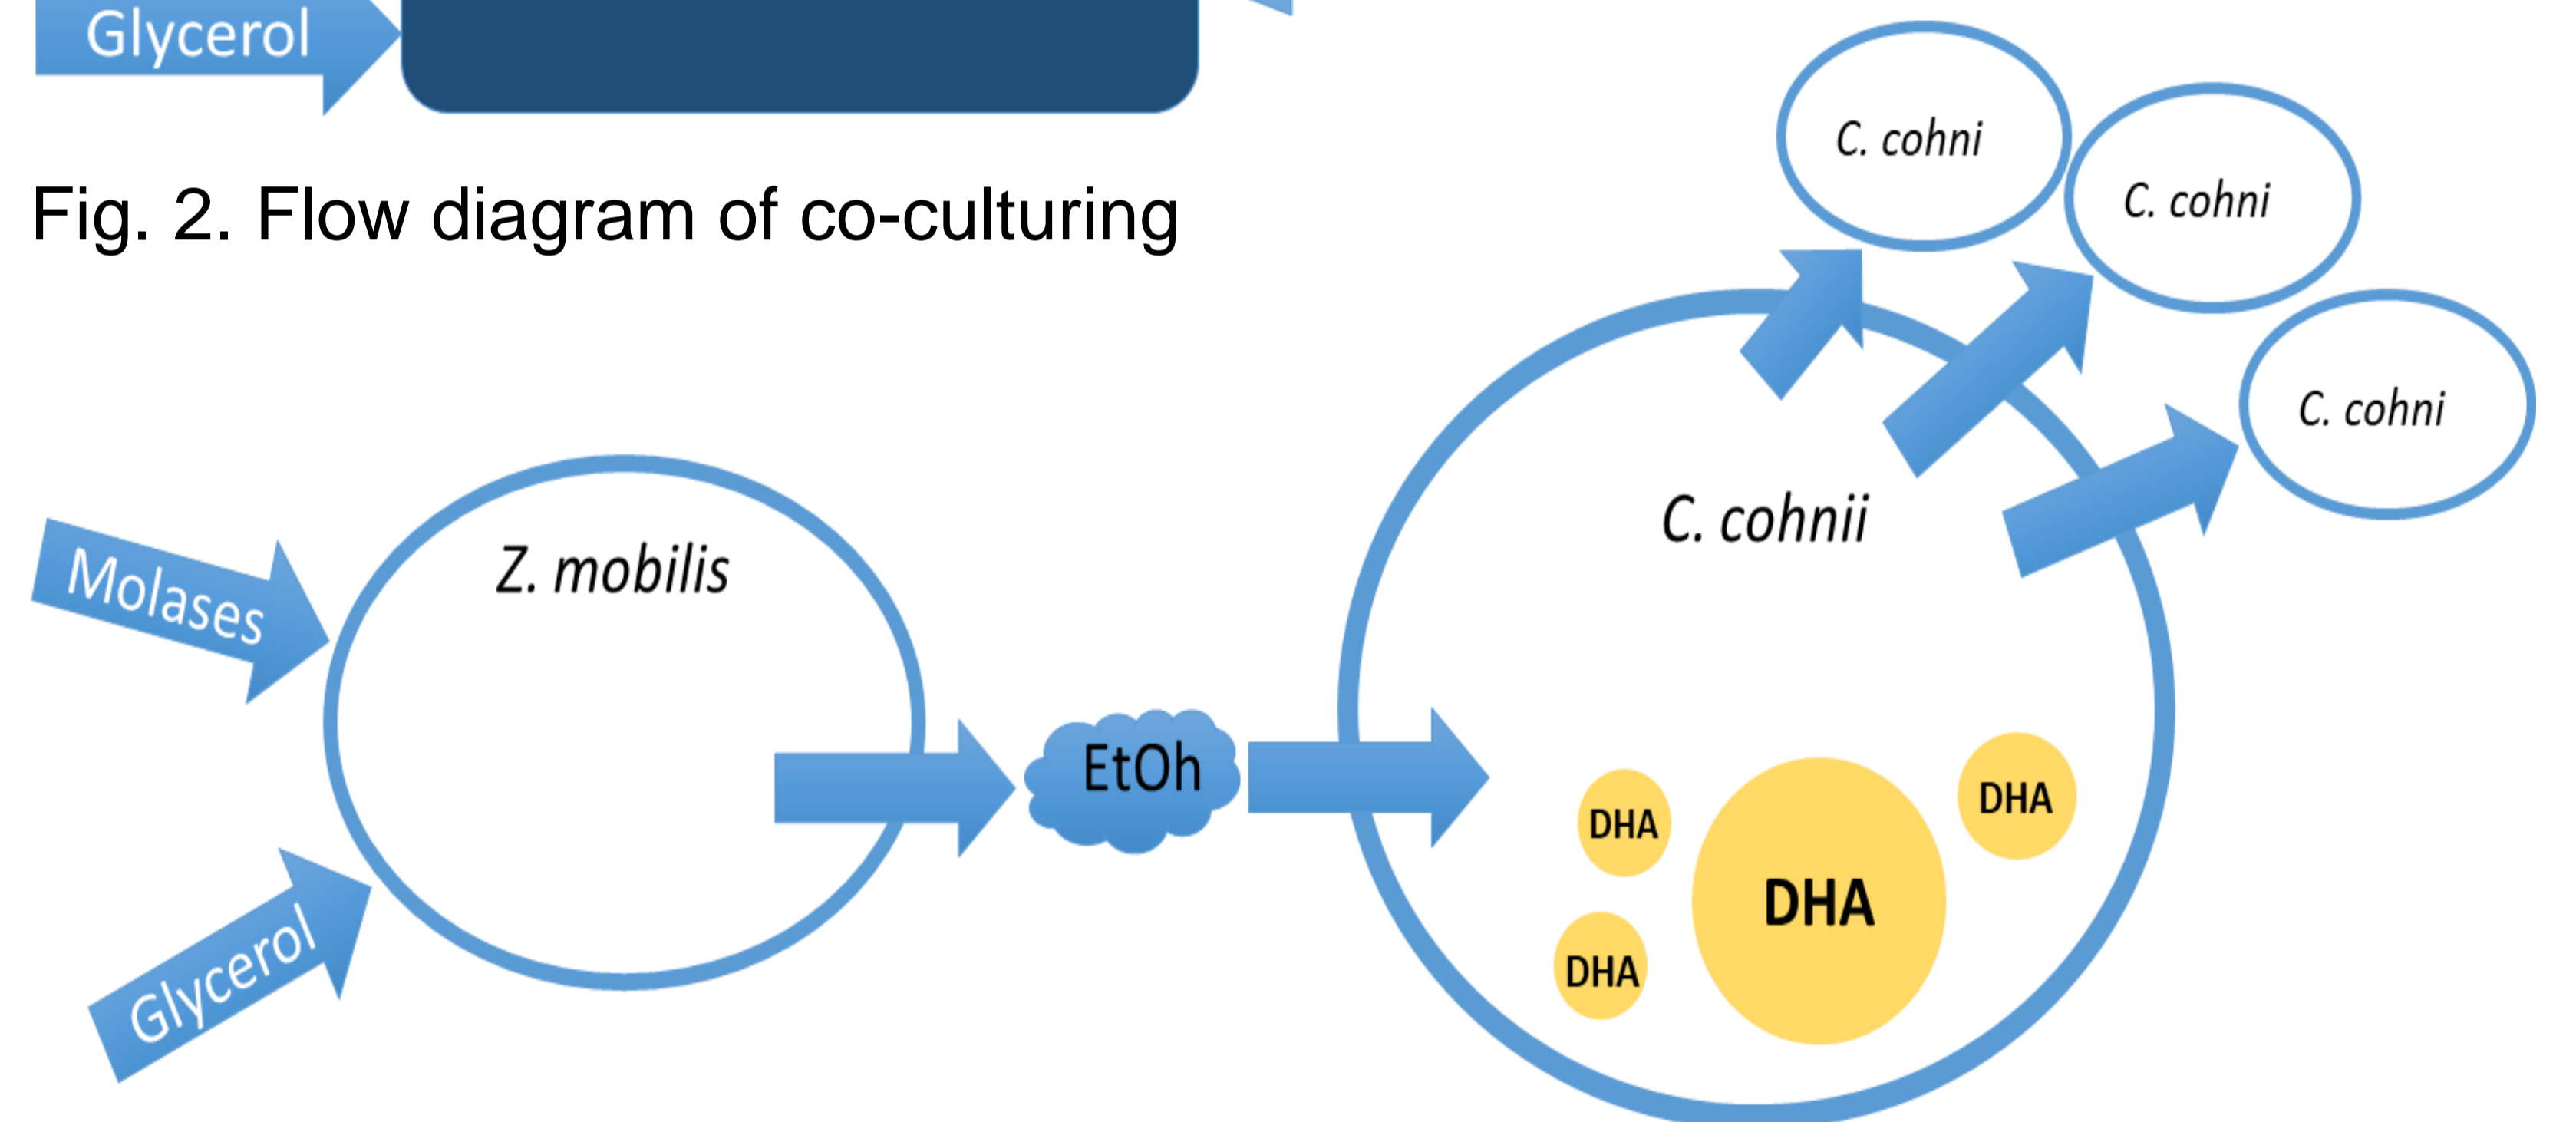 Glycerol
Fig. 2. Flow diagram of co-culturing
C. cohni
C. cohni
C. cohni
C. cohnii
Z. mobilis
Molases
Glycerol
EtOh
DHA
DHA
DHA
DHA